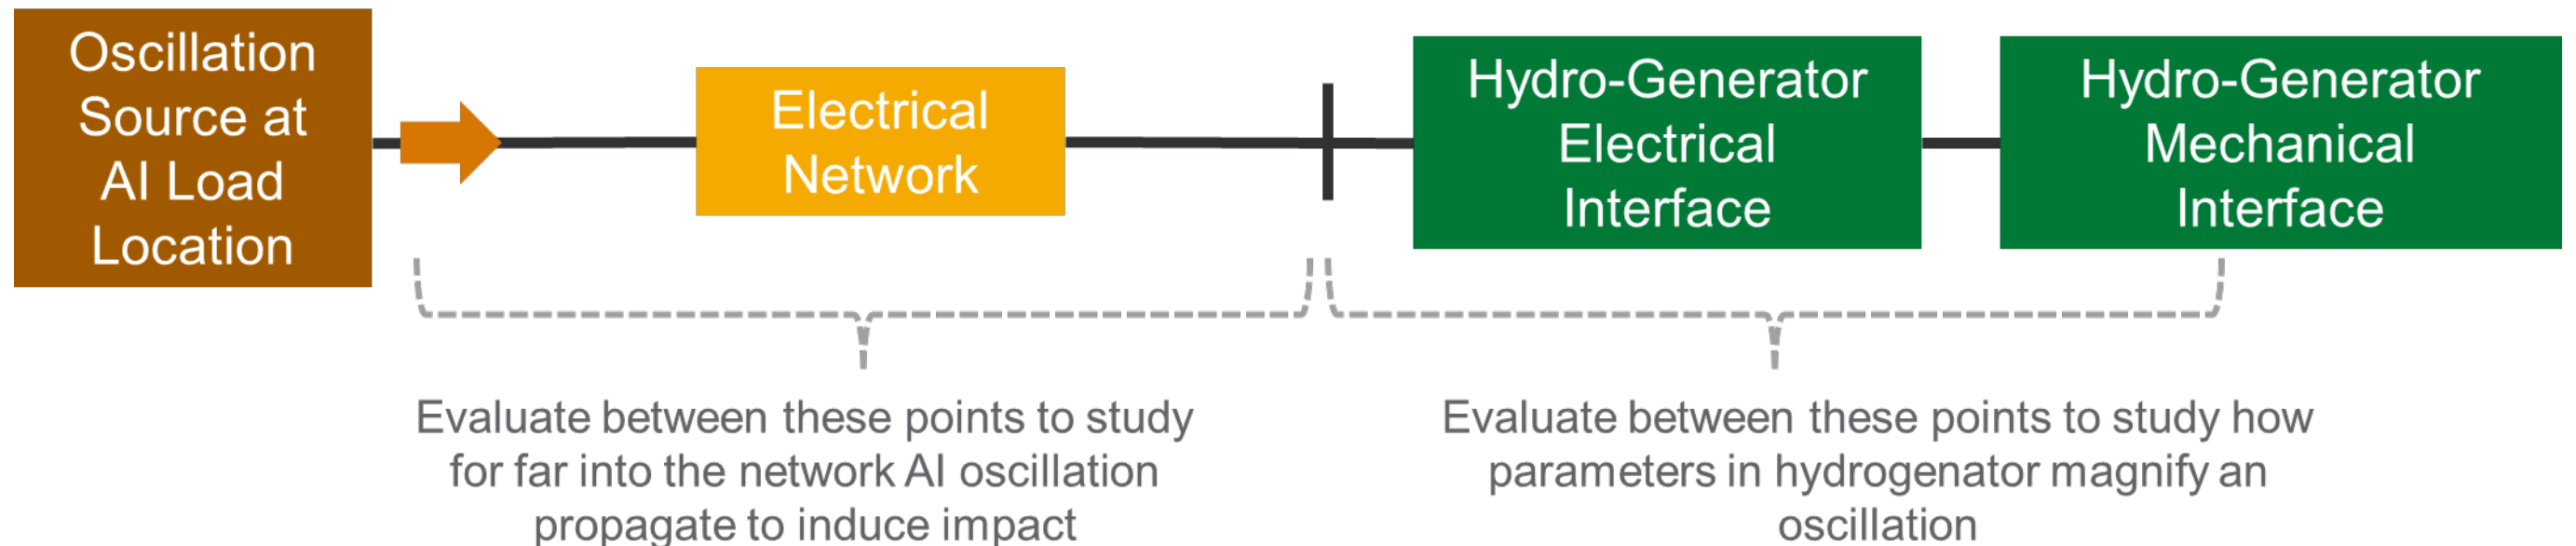 Oscillation
Source at
AI Load
Location
Electrical
Network
Hydro-Generator
Electrical
Interface
Hydro-Generator
Mechanical
Interface
Evaluate between these points to study
for far into the network AI oscillation
propagate to induce impact
Evaluate between these points to study how
parameters in hydrogenator magnify an
oscillation